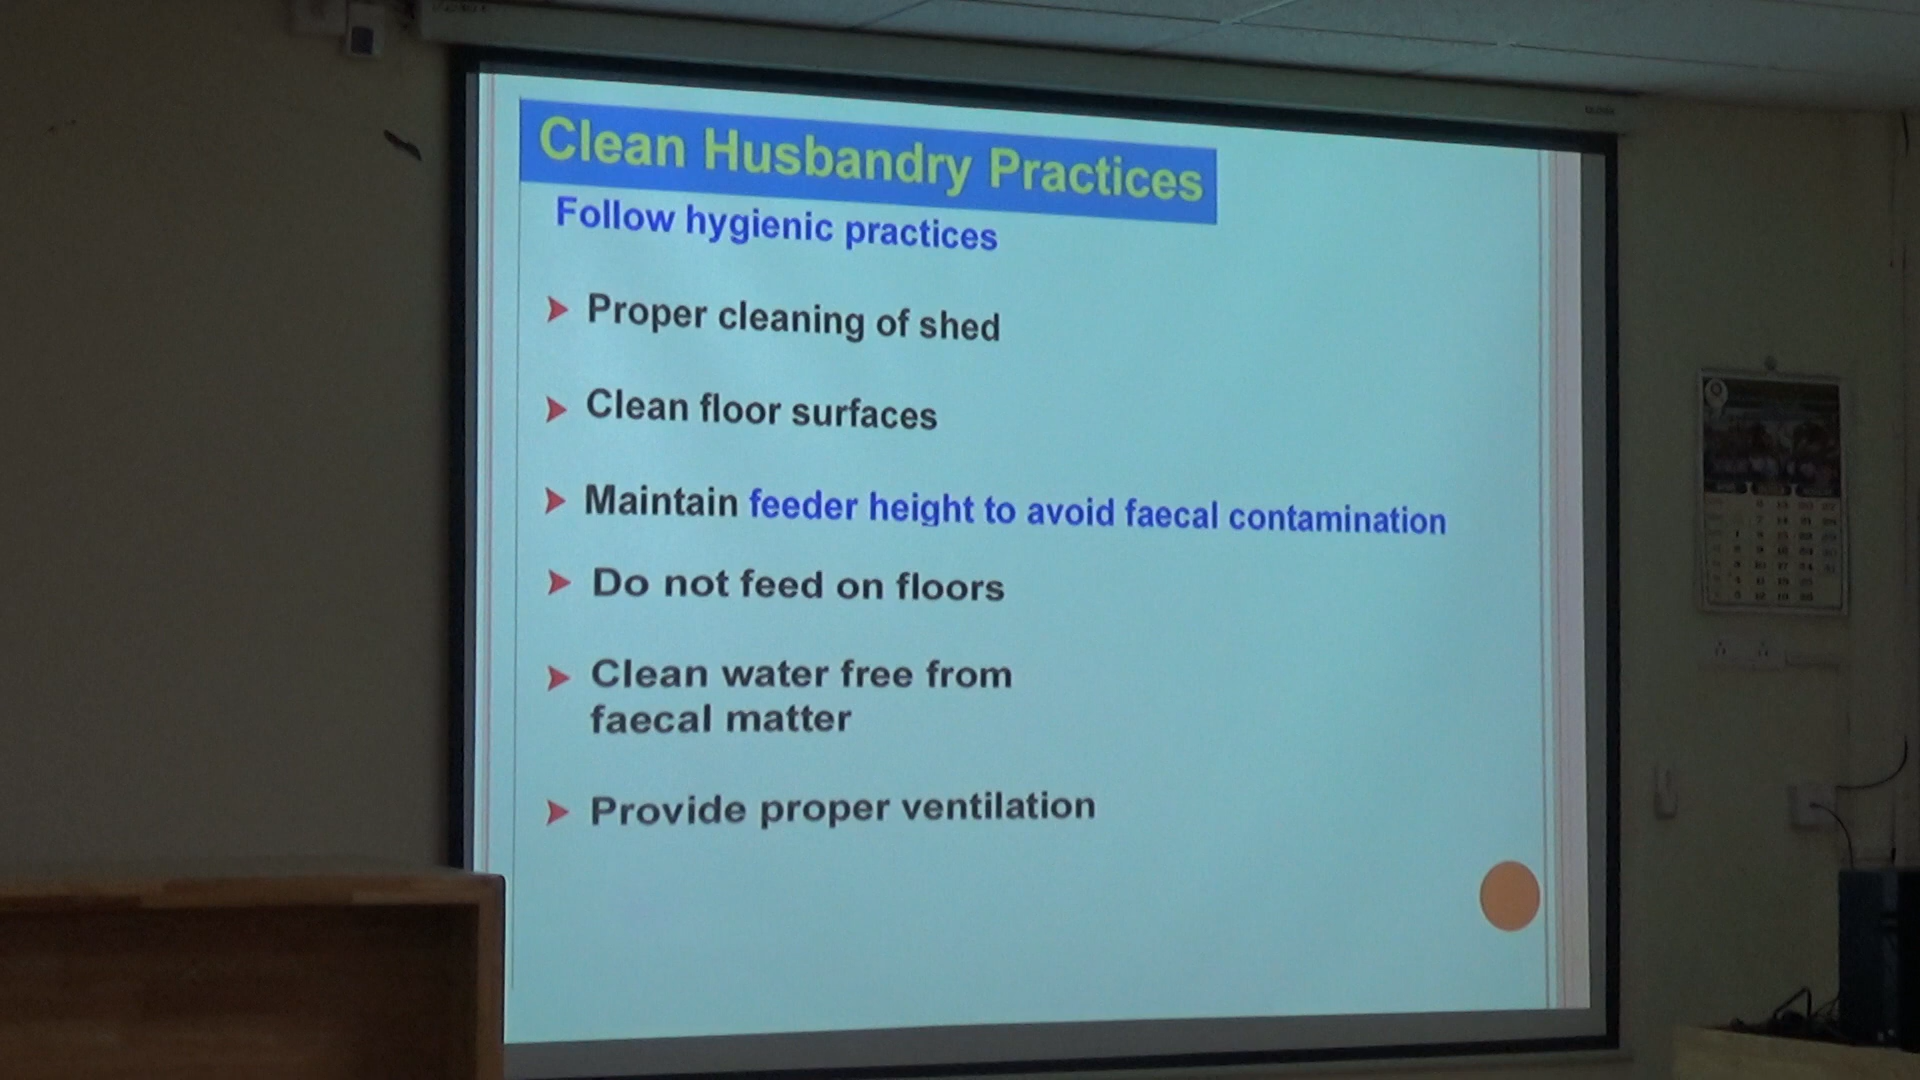 Clean Husbandry Practices
Follow hygienic practices
➤ Proper cleaning of shed
➤ Clean floor surfaces
➤ Maintain feeder height to avoid faecal contamination
➤ Do not feed on floors
➤ Clean water free from
faecal matter
➤ Provide proper ventilation